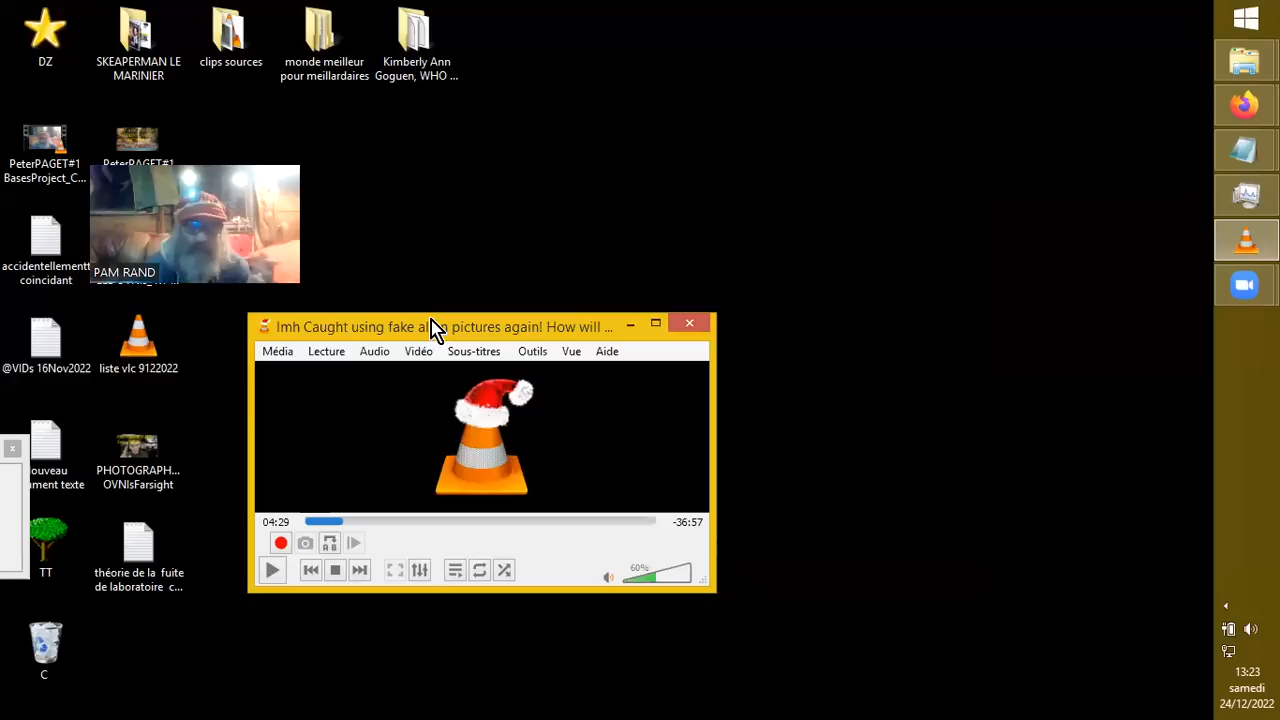 DZ
SKEAPERMAN LE
MARINIER
clips sources
monde meilleur
pour meillardaires
Kimberly Ann
Goguen, WHO ...
PeterPAGET#1
BasesProject_C...
PeterPAGET#1
accidentellementt
coincidant
PAM RAND
Imh Caught using fake pictures again! How will ...
Média Lecture Audio Vidéo Sous-titres Outils Vue Aide
@VIDs 16Nov2022
liste vlc 9122022
ouveau
ument texte
PHOTOGRAPH...
OVNIsFarsight
04:29
-36:57
60%
TT
théorie de la fuite
de laboratoire c...
C
13:23
samedi
24/12/2022